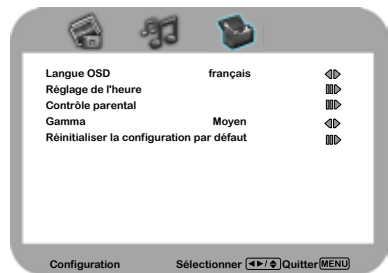 Langue OSD français
Réglage de l'heure
Contrôle parental
Gamma Moyen
Réinitialiser la configuration par défaut
Configuration Sélectionner Quitter MENU